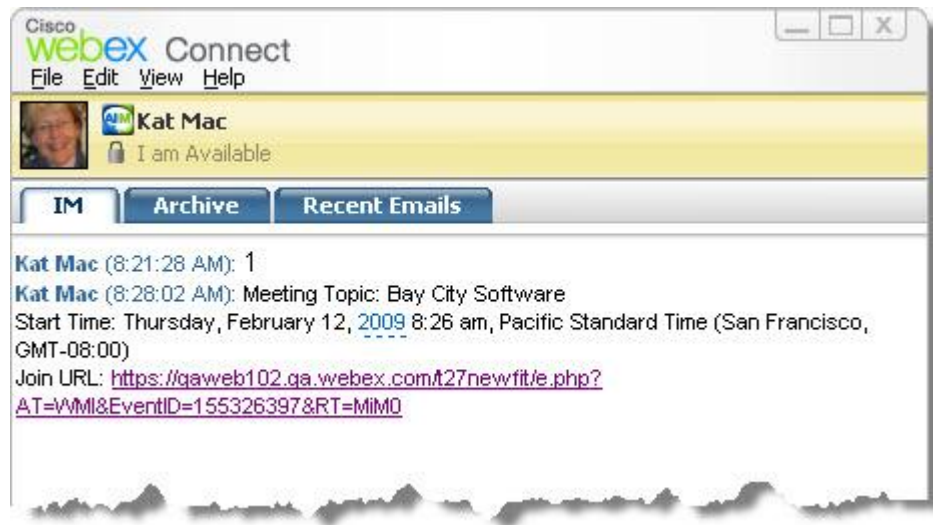 Cisco
webex Connect
File Edit View Help
AIM Kat Mac
I am Available
IM Archive Recent Emails
Kat Mac (8:21:28 AM): 1
Kat Mac (8:28:02 AM): Meeting Topic: Bay City Software
Start Time: Thursday, February 12, 2009 8:26 am, Pacific Standard Time (San Francisco,
GMT-08:00)
Join URL: https://qaweb102.qa.webex.com/t27newfit/e.php?
AT=WMI&EventID=155326397&RT=MiM0